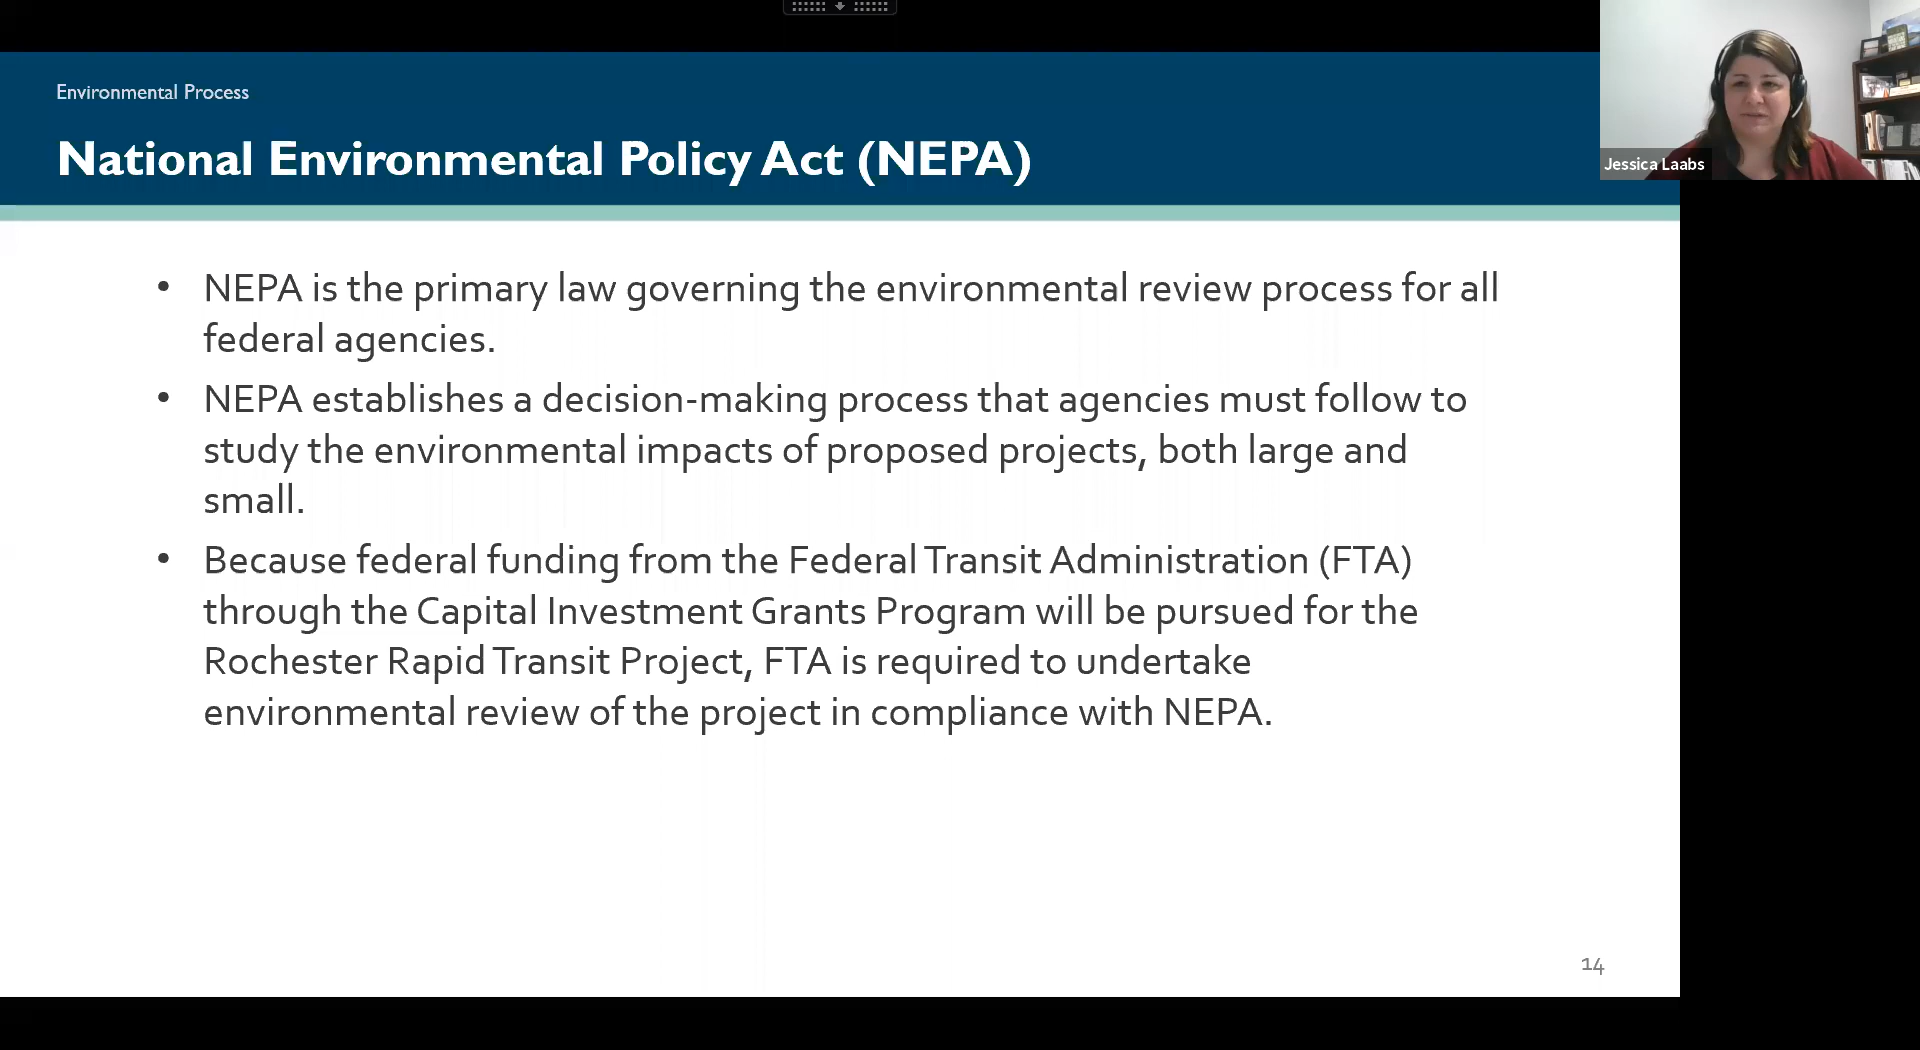 Environmental Process
National Environmental Policy Act (NEPA)
Jessica Laabs
• NEPA is the primary law governing the environmental review process for all
federal agencies.
• NEPA establishes a decision-making process that agencies must follow to
study the environmental impacts of proposed projects, both large and
small.
• Because federal funding from the Federal Transit Administration (FTA)
through the Capital Investment Grants Program will be pursued for the
Rochester Rapid Transit Project, FTA is required to undertake
environmental review of the project in compliance with NEPA.
14